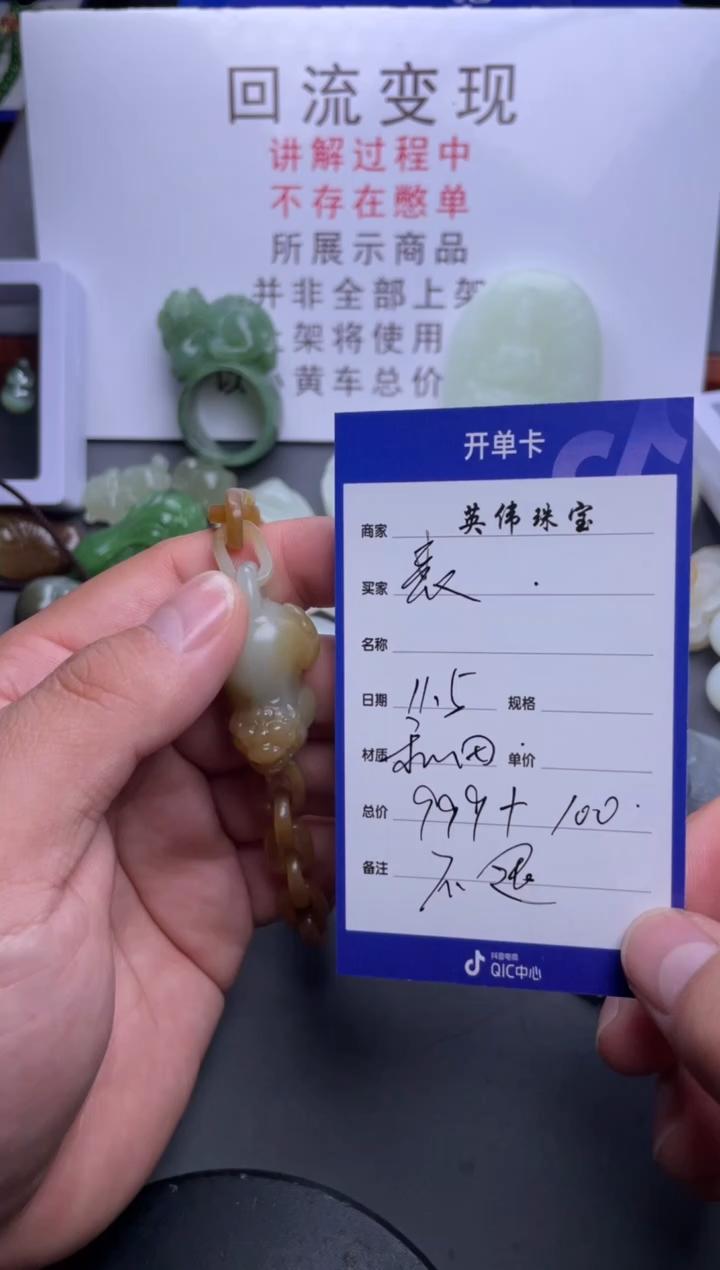 回流变现
讲解过程中
不存在憋单
所展示商品
并非全部上架
上架将使用
小黄车总价
开单卡
商家 英伟珠宝
买家 袁
名称
日期 11.5 规格
材质 和田 单价
总价 999+100
备注 不退
抖音电商
QIC中心